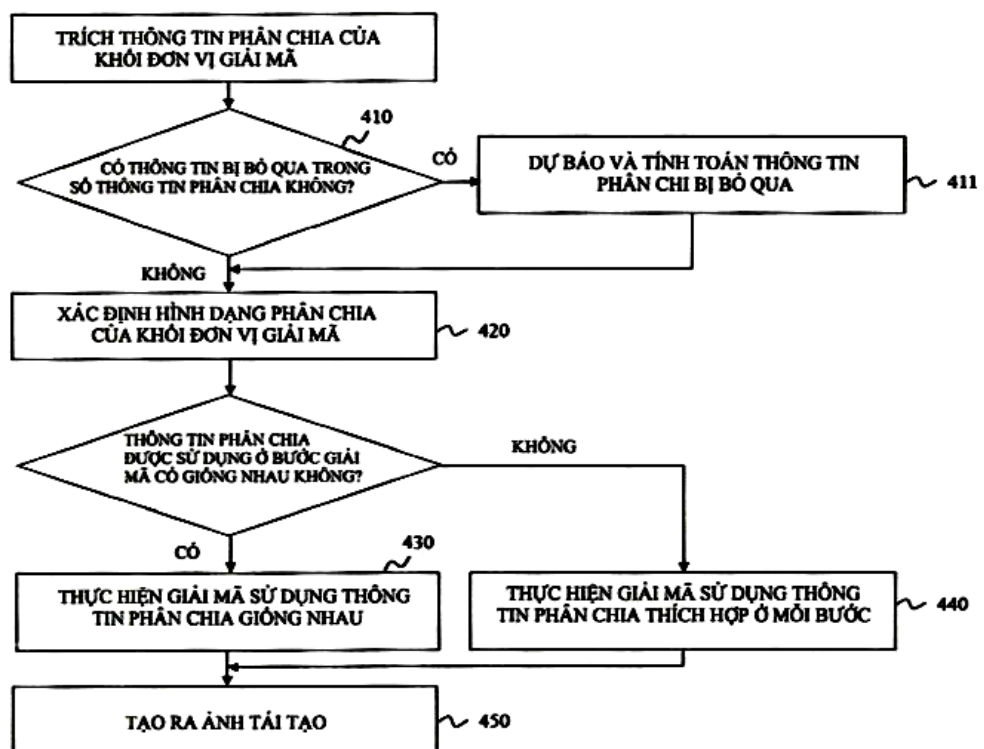 TRÍCH THÔNG TIN PHÂN CHIA CỦA
KHỐI ĐƠN VỊ GIẢI MÃ
410
CÓ THÔNG TIN BỊ BỎ QUA TRONG
SỐ THÔNG TIN PHÂN CHIA KHÔNG?
CÓ
DỰ BÁO VÀ TÍNH TOÁN THÔNG TIN
PHÂN CHI BỊ BỎ QUA
411
KHÔNG
XÁC ĐỊNH HÌNH DẠNG PHÂN CHIA
CỦA KHỐI ĐƠN VỊ GIẢI MÃ
420
THÔNG TIN PHÂN CHIA
ĐƯỢC SỬ DỤNG Ở BƯỚC GIẢI
MÃ CÓ GIỐNG NHAU KHÔNG?
KHÔNG
CÓ
430
THỰC HIỆN GIẢI MÃ SỬ DỤNG THÔNG
TIN PHÂN CHIA GIỐNG NHAU
THỰC HIỆN GIẢI MÃ SỬ DỤNG THÔNG
TIN PHÂN CHIA THÍCH HỢP Ở MỖI BƯỚC
440
TẠO RA ẢNH TÁI TẠO
450